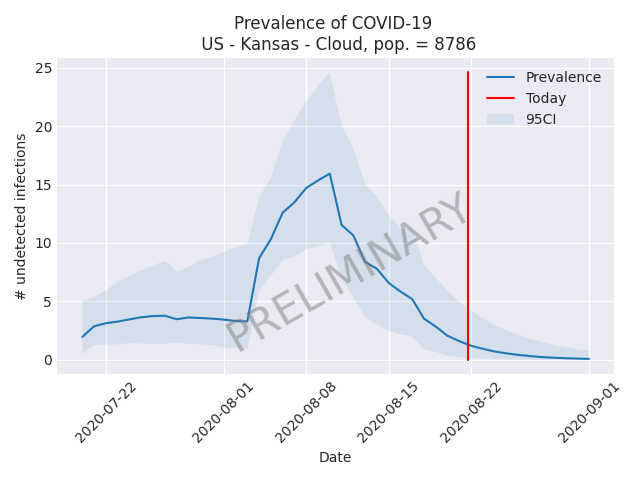 Prevalence of COVID-19
US - Kansas - Cloud, pop. = 8786
Prevalence
Today
95CI
# undetected infections
25
20
15
10
5
0
PRELIMINARY
2020-07-22
2020-08-01
2020-08-08
2020-08-15
2020-08-22
2020-09-01
Date